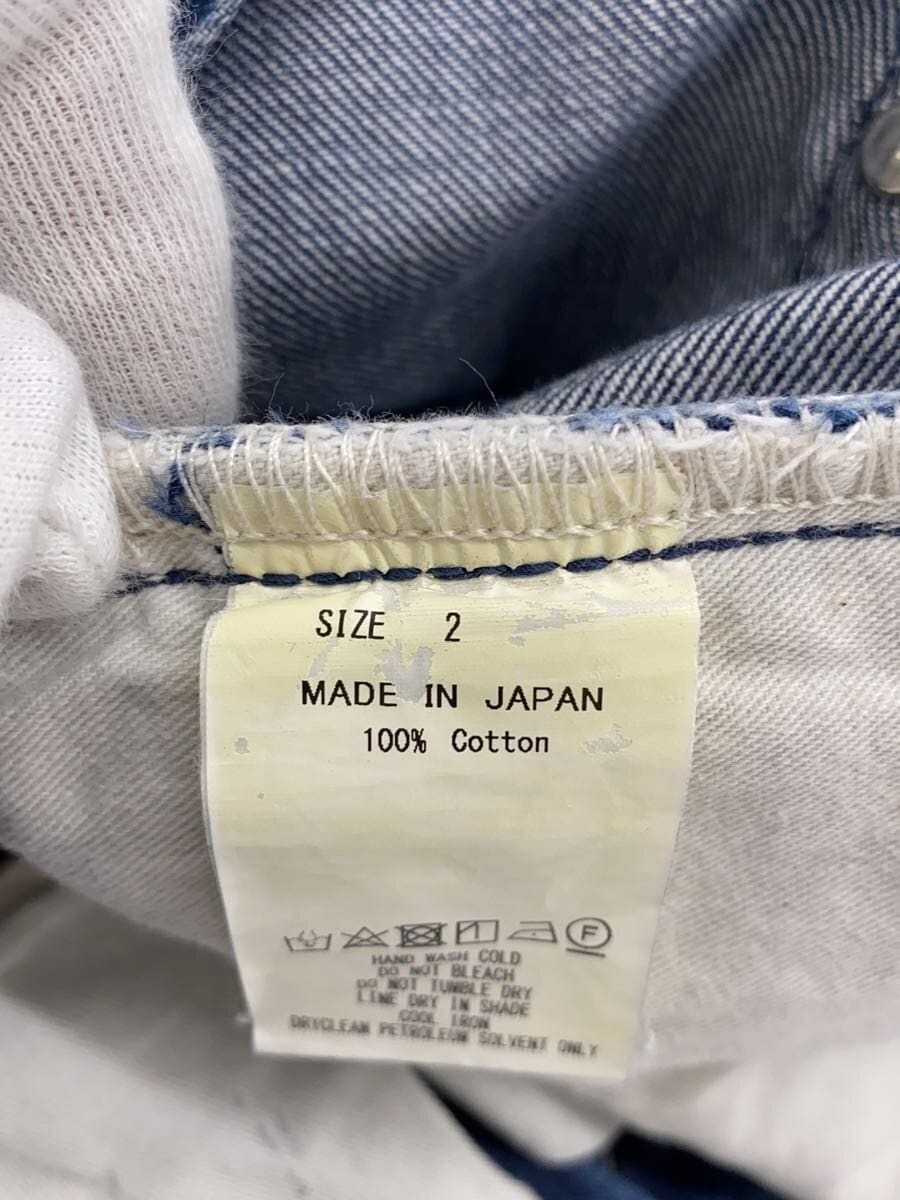 SIZE 2
MADE IN JAPAN
100% Cotton
F
HAND WASH COLD
DO NOT BLEACH
DO NOT TUMBLE DRY
LINE DRY IN SHADE
COOL IRON
DRYCLEAN PETROLEUM SOLVENT ONLY